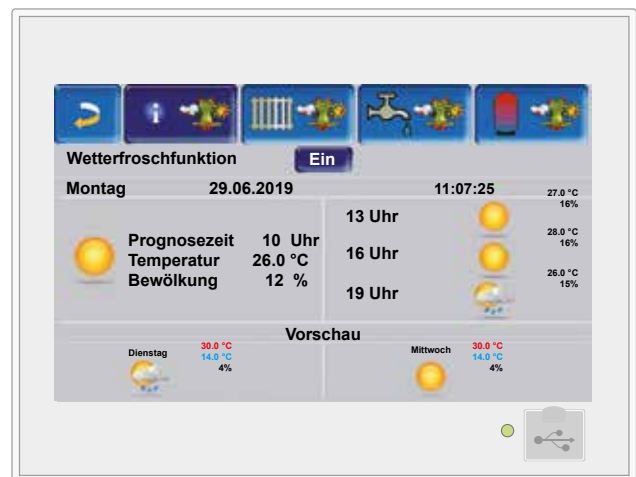 i
Wetterfroschfunktion Ein
Montag 29.06.2019 11:07:25
Prognosezeit 10 Uhr
Temperatur 26.0 °C
Bewölkung 12 %
13 Uhr 27.0 °C
16%
16 Uhr 28.0 °C
16%
19 Uhr 26.0 °C
15%
Vorschau
Dienstag 30.0 °C
14.0 °C
4%
Mittwoch 30.0 °C
14.0 °C
4%